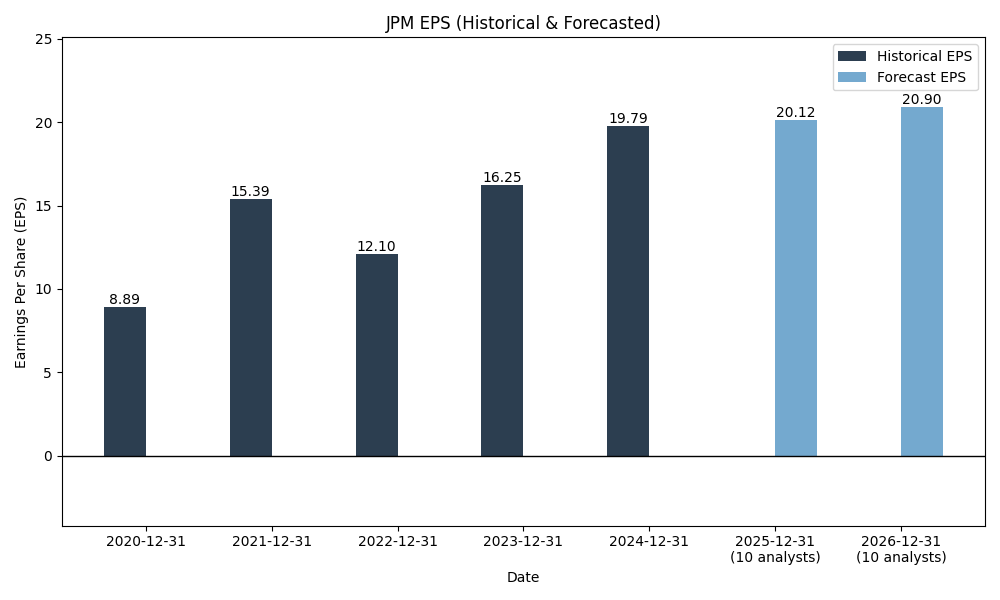 JPM EPS (Historical & Forecasted)
Historical EPS
Forecast EPS
Earnings Per Share (EPS)
25
20
15
10
5
0
8.89
15.39
12.10
16.25
19.79
20.12
20.90
2020-12-31
2021-12-31
2022-12-31
2023-12-31
2024-12-31
2025-12-31
(10 analysts)
2026-12-31
(10 analysts)
Date